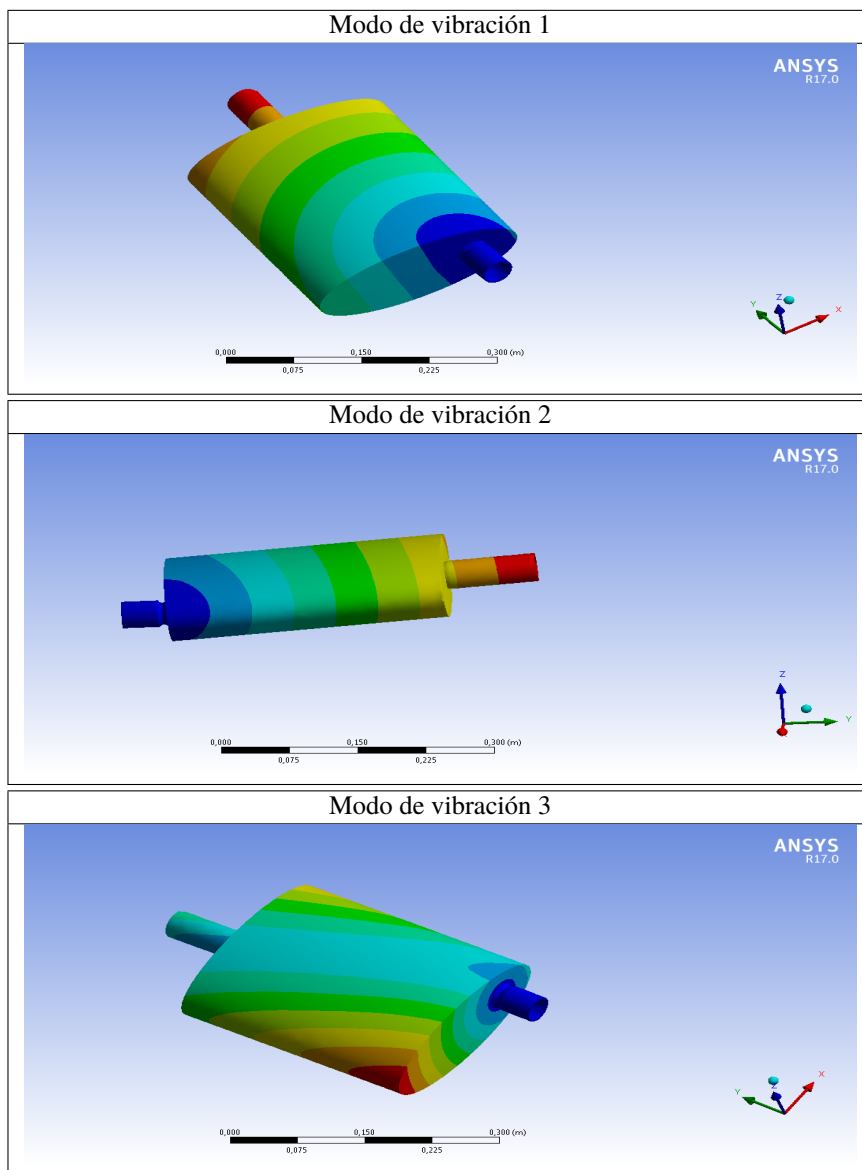 Modo de vibración 1
ANSYS
R17.0
Z
Y
X
0,000 0,150 0,300 (m)
0,075 0,225
Modo de vibración 2
ANSYS
R17.0
Z
Y
0,000 0,150 0,300 (m)
0,075 0,225
Modo de vibración 3
ANSYS
R17.0
X
Y
Z
0,000 0,150 0,300 (m)
0,075 0,225